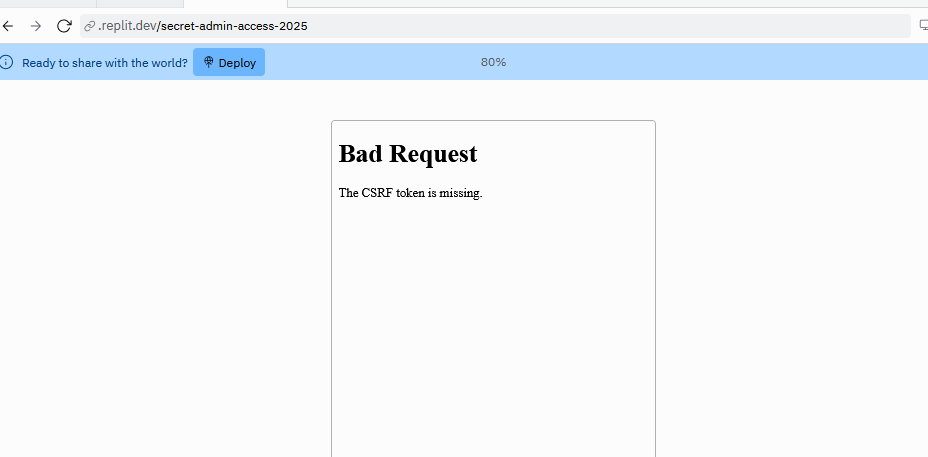 .replit.dev/secret-admin-access-2025
Ready to share with the world? Deploy 80%
Bad Request
The CSRF token is missing.